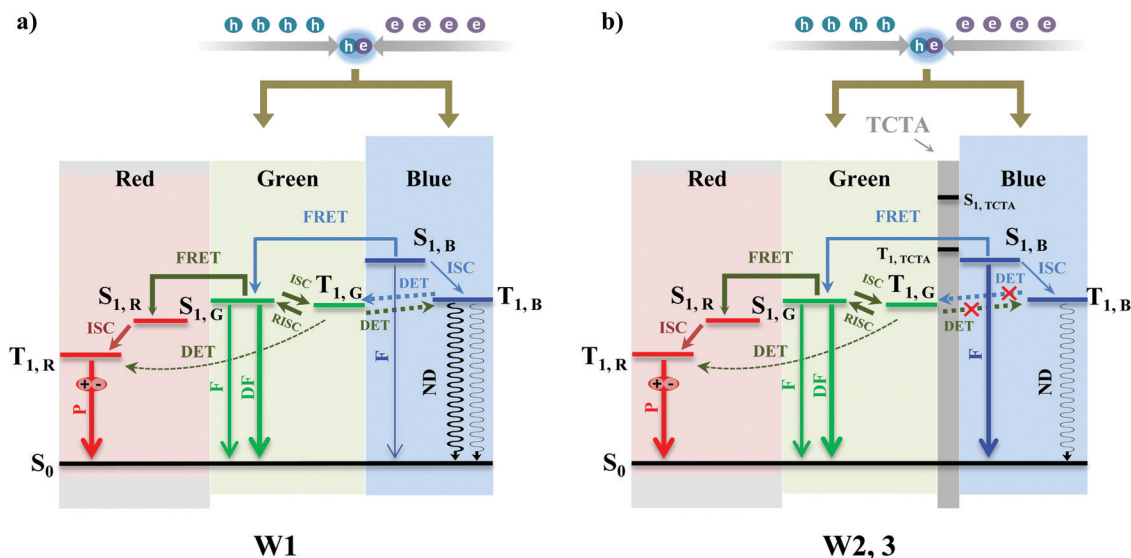 a)
h h h h e e e e
h e
Red Green Blue
FRET
S1, B
FRET
ISC
S1, R
S1, G
ISC
T1, G
DET
T1, B
ISC
RISC
DET
T1, R
DET
+ -
P
F
DF
F
ND
S0
W1
b)
h h h h e e e e
h e
TCTA
Red Green Blue
S1, TCTA
FRET
S1, B
T1, TCTA
FRET
ISC
S1, R
S1, G
ISC
T1, G
DET
T1, B
ISC
RISC
DET
T1, R
DET
+ -
P
F
DF
F
ND
S0
W2, 3